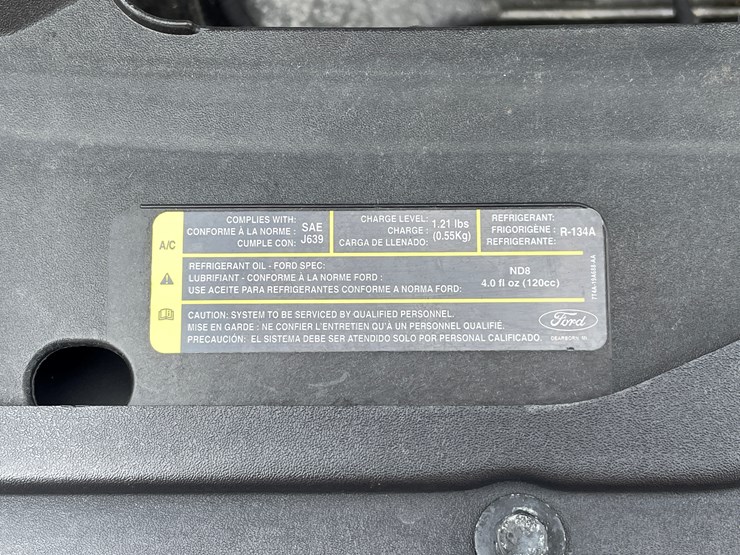 A/C
COMPLIES WITH: SAE
CONFORME À LA NORME : J639
CUMPLE CON:
CHARGE LEVEL: 1.21 lbs
CHARGE : (0.55Kg)
CARGA DE LLENADO:
REFRIGERANT:
FRIGORIGÈNE : R-134A
REFRIGERANTE:
REFRIGERANT OIL - FORD SPEC: ND8
LUBRIFIANT - CONFORME À LA NORME FORD : 4.0 fl oz (120cc)
USE ACEITE PARA REFRIGERANTES CONFORME A NORMA FORD:
CAUTION: SYSTEM TO BE SERVICED BY QUALIFIED PERSONNEL.
MISE EN GARDE : NE CONFIER L'ENTRETIEN QU'A UN PERSONNEL QUALIFIÉ.
PRECAUCIÓN: EL SISTEMA DEBE SER ATENDIDO SOLO POR PERSONAL CALIFICADO.
Ford